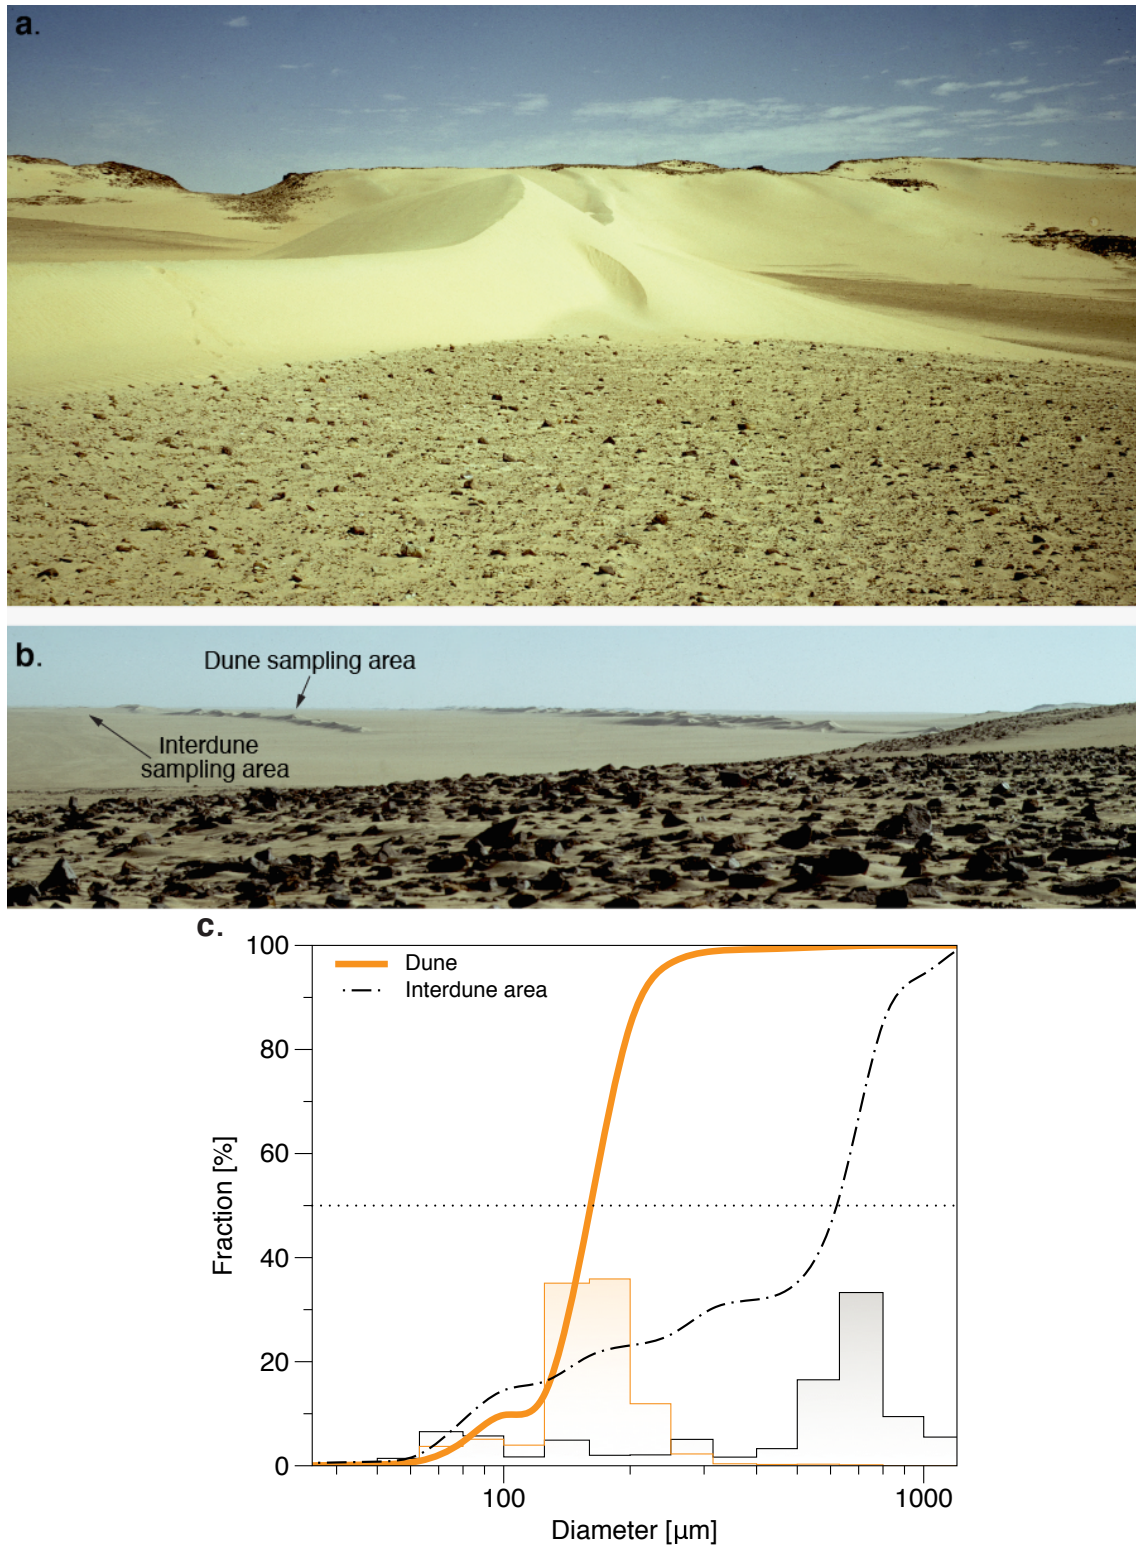 a.
b.
Dune sampling area
Interdune
sampling area
c.
100
80
60
40
20
0
Fraction [%]
Dune
Interdune area
100
1000
Diameter [µm]